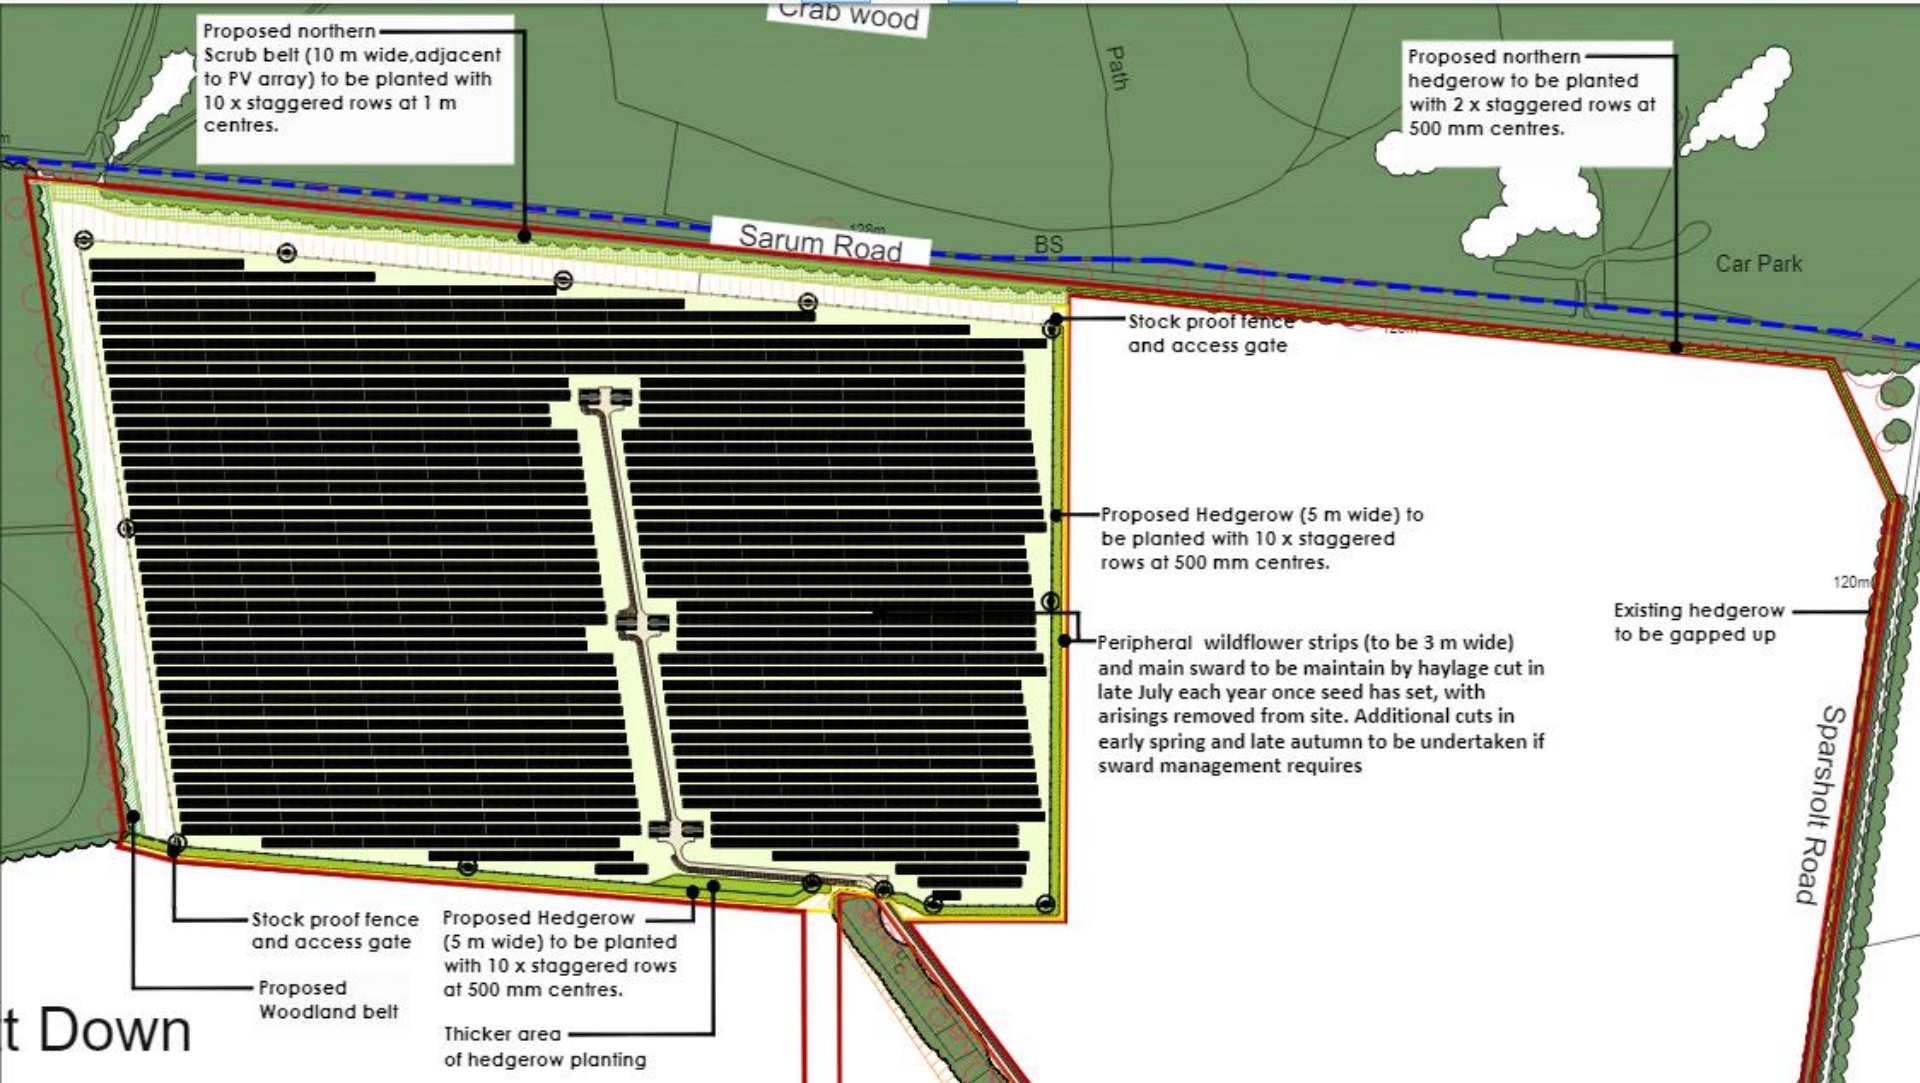 Crab wood
Proposed northern
Scrub belt (10 m wide,adjacent
to PV array) to be planted with
10 x staggered rows at 1 m
centres.
Path
Proposed northern
hedgerow to be planted
with 2 x staggered rows at
500 mm centres.
m
128m
Sarum Road
BS
Car Park
Stock proof fence
and access gate
Proposed Hedgerow (5 m wide) to
be planted with 10 x staggered
rows at 500 mm centres.
120m
Existing hedgerow
to be gapped up
Peripheral wildflower strips (to be 3 m wide)
and main sward to be maintain by haylage cut in
late July each year once seed has set, with
arisings removed from site. Additional cuts in
early spring and late autumn to be undertaken if
sward management requires
Sparsholt Road
Stock proof fence
and access gate
Proposed Hedgerow
(5 m wide) to be planted
with 10 x staggered rows
at 500 mm centres.
Proposed
Woodland belt
t Down
Thicker area
of hedgerow planting